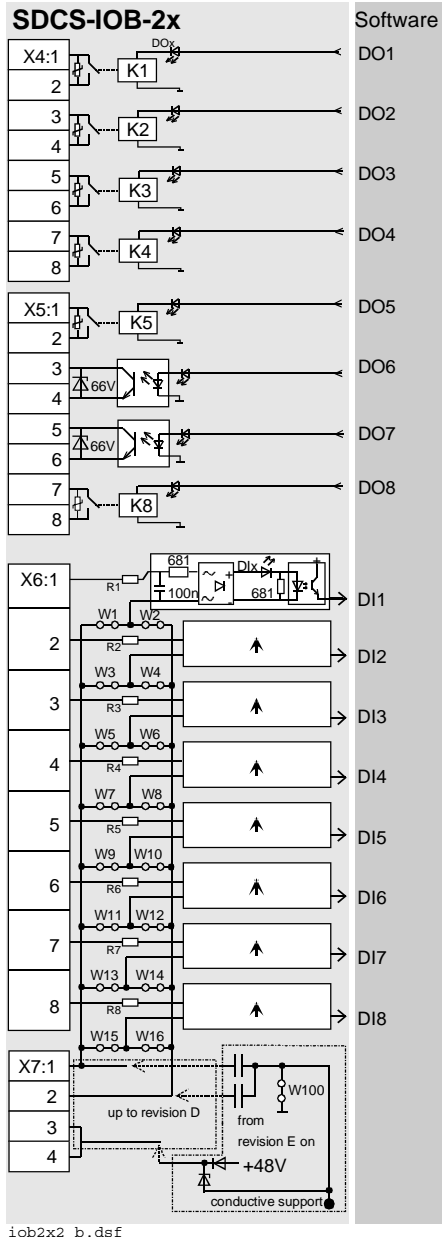 SDCS-IOB-2x Software
DOx
X4:1 K1 DO1
2
3 K2 DO2
4
5 K3 DO3
6
7 K4 DO4
8
X5:1 K5 DO5
2
3 66V DO6
4
5 66V DO7
6
7 K8 DO8
8
681 DIx +
X6:1 R1 100n ~ ~ + - 681 DI1
W1 W2
2 R2 DI2
W3 W4
3 R3 DI3
W5 W6
4 R4 DI4
W7 W8
5 R5 DI5
W9 W10
6 R6 DI6
W11 W12
7 R7 DI7
W13 W14
8 R8 DI8
W15 W16
X7:1
2 W100
up to revision D from
3 revision E on
4 +48V
conductive support
iob2x2_b.dsf